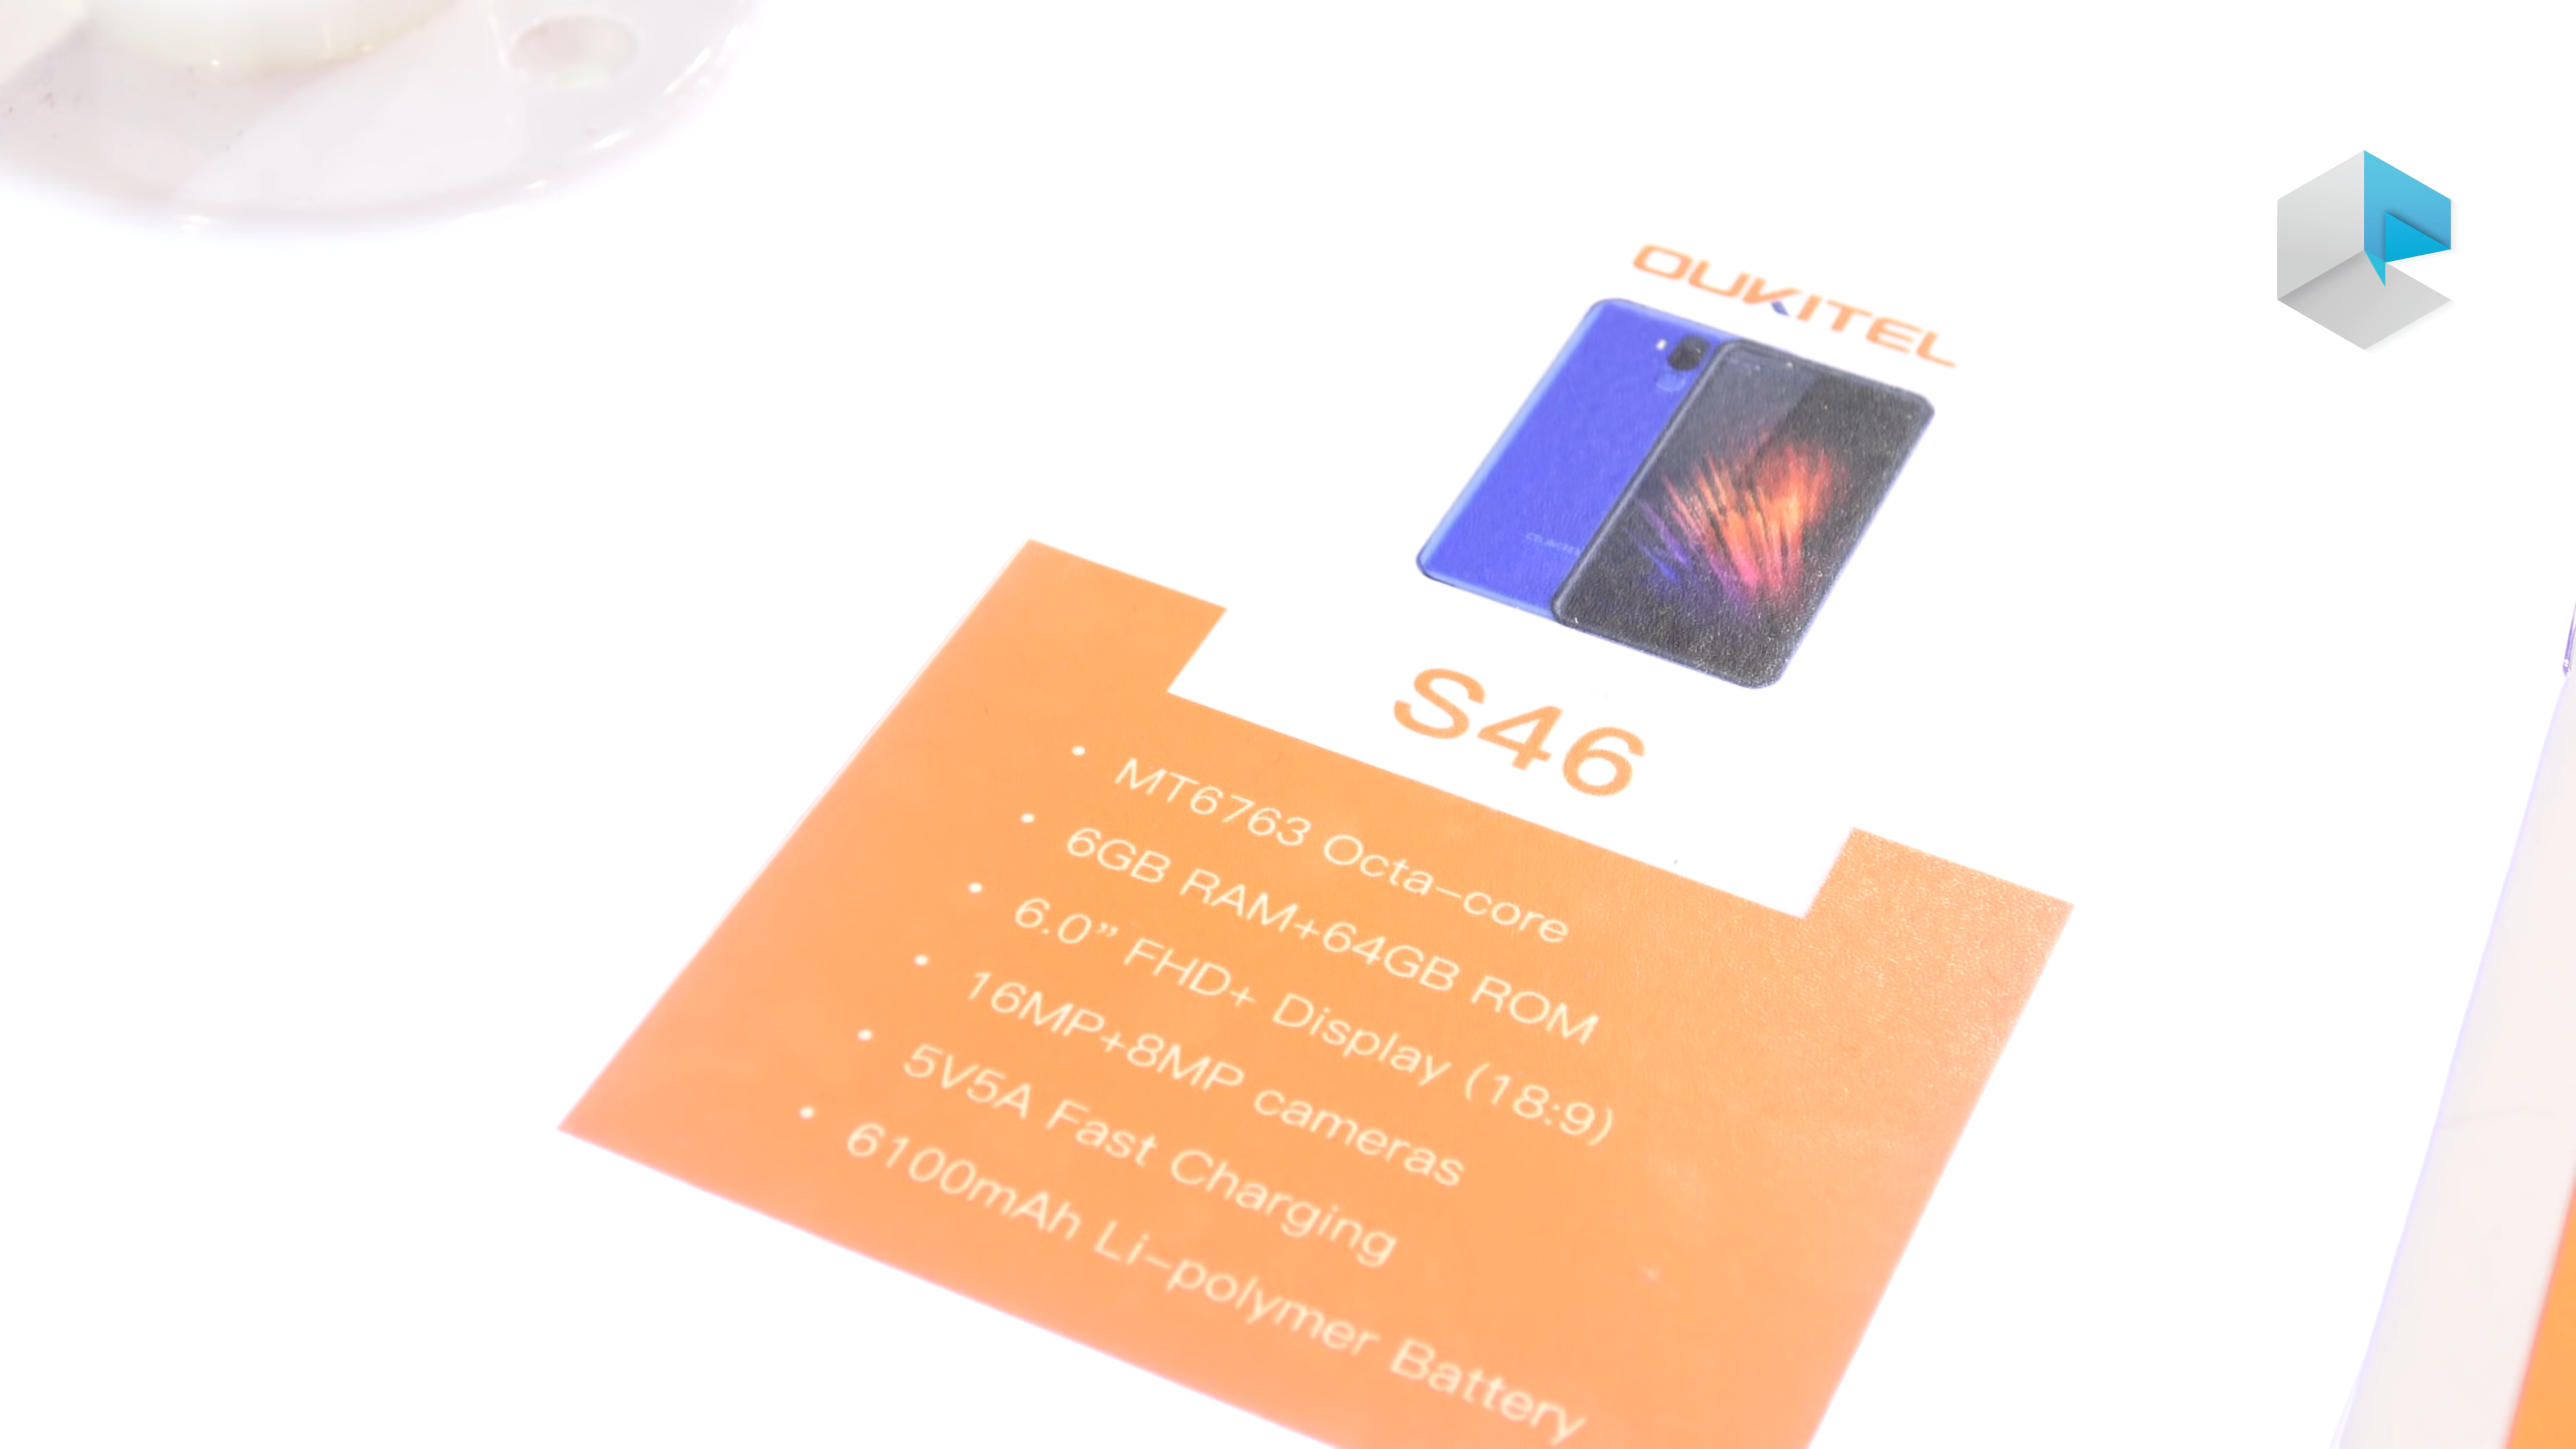 OUKITEL
S46
• MT6763 Octa-core
• 6GB RAM+64GB ROM
• 6.0” FHD+ Display (18:9)
• 16MP+8MP cameras
• 5V5A Fast Charging
• 6100mAh Li-polymer Battery